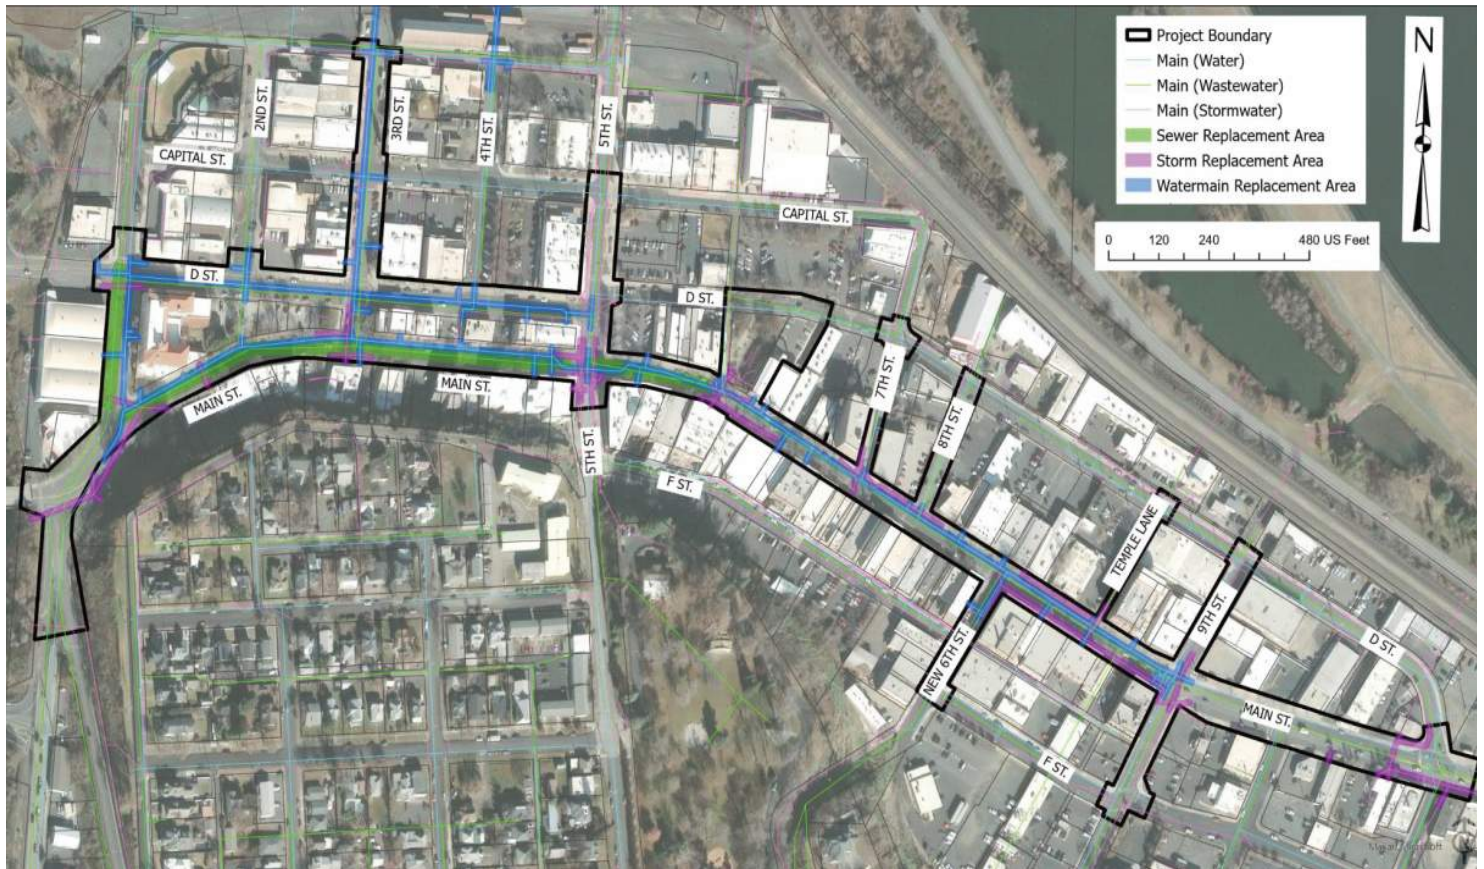 Project Boundary
Main (Water)
Main (Wastewater)
Main (Stormwater)
Sewer Replacement Area
Storm Replacement Area
Watermain Replacement Area
N
0 120 240 480 US Feet
2ND ST.
3RD ST.
4TH ST.
5TH ST.
CAPITAL ST.
CAPITAL ST.
D ST.
D ST.
MAIN ST.
MAIN ST.
7TH ST.
8TH ST.
5TH ST.
F ST.
TEMPLE LANE
9TH ST.
NEW 6TH ST.
D ST.
MAIN ST.
F ST.